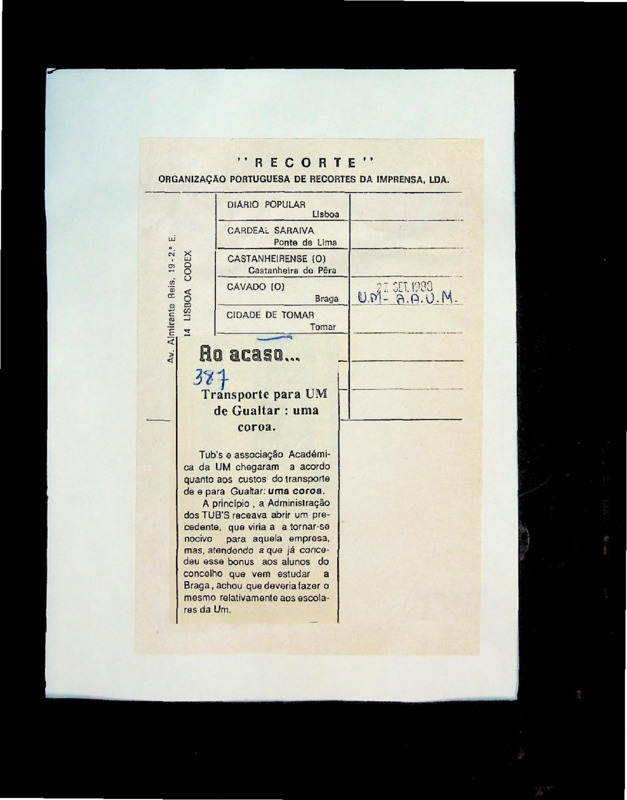 "RECORTE"
ORGANIZAÇÃO PORTUGUESA DE RECORTES DA IMPRENSA, LDA.
Av. Almirante Reis, 19-2.º E.
14 LISBOA CODEX
DIÁRIO POPULAR
Lisboa
CARDEAL SARAIVA
Ponte de Lima
CASTANHEIRENSE (O)
Castanheira de Pêra
CAVADO (O)
Braga
SET. 1989
U.M - A.A.U.M.
CIDADE DE TOMAR
Tomar
Ao acaso...
387
Transporte para UM
de Gualtar : uma
coroa.
Tub's e associação Académi-
ca da UM chegaram a acordo
quanto aos custos do transporte
de e para Gualtar: uma coroa.
A princípio , a Administração
dos TUB'S receava abrir um pre-
cedente, que viria a a tornar-se
nocivo para aquela empresa,
mas, atendendo a que já conce-
deu esse bonus aos alunos do
concelho que vem estudar a
Braga , achou que deveria fazer o
mesmo relativamente aos escola-
res da Um.